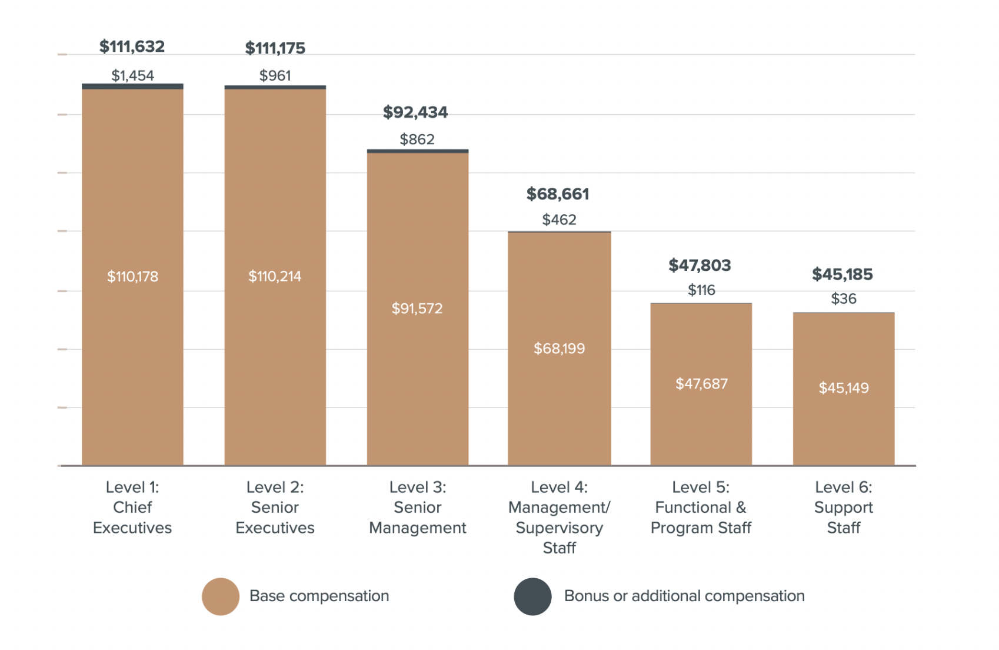 $111,632
$1,454
$110,178
$111,175
$961
$110,214
$92,434
$862
$91,572
$68,661
$462
$68,199
$47,803
$116
$47,687
$45,185
$36
$45,149
Level 1:
Chief
Executives
Level 2:
Senior
Executives
Level 3:
Senior
Management
Level 4:
Management/
Supervisory
Staff
Level 5:
Functional &
Program Staff
Level 6:
Support
Staff
Base compensation
Bonus or additional compensation